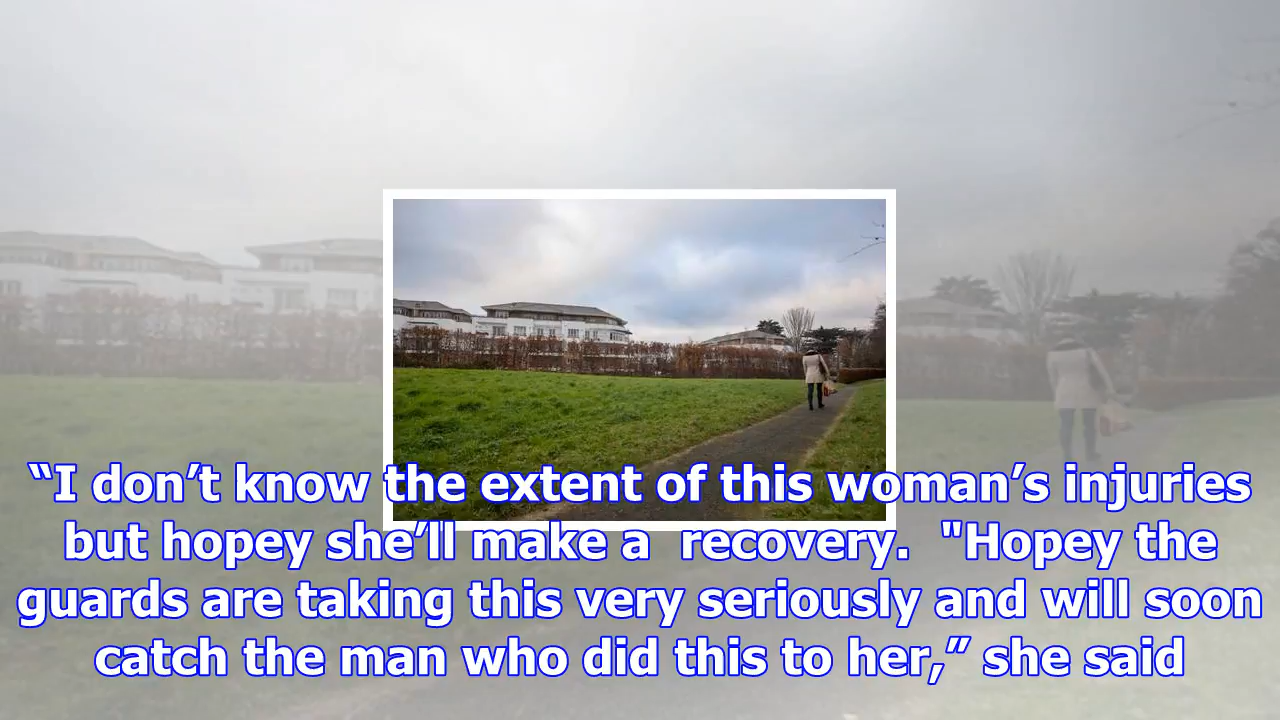 “I don’t know the extent of this woman’s injuries
but hopey she’ll make a  recovery.  "Hopey the
guards are taking this very seriously and will soon
catch the man who did this to her,” she said